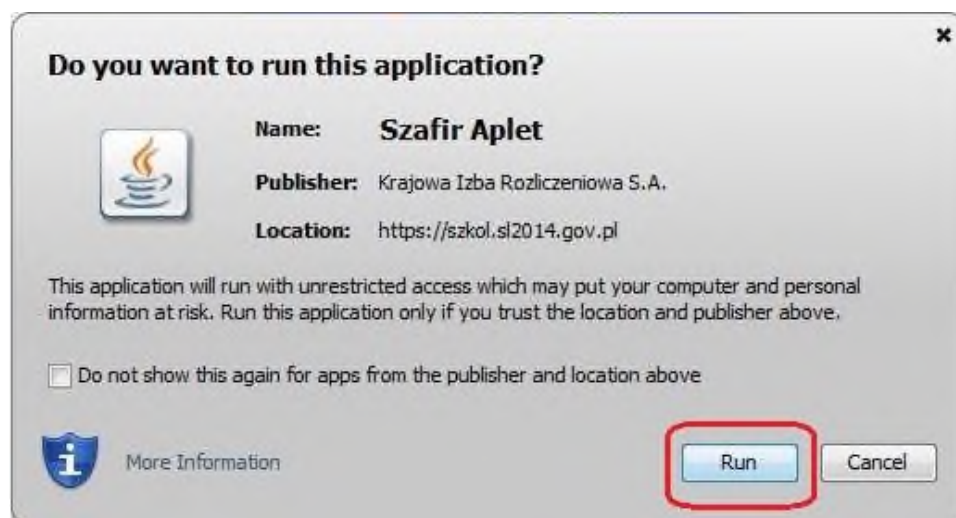 Do you want to run this application?
Name: Szafir Aplet
Publisher: Krajowa Izba Rozliczeniowa S.A.
Location: https://szkol.sl2014.gov.pl
This application will run with unrestricted access which may put your computer and personal
information at risk. Run this application only if you trust the location and publisher above.
Do not show this again for apps from the publisher and location above
More Information
Run
Cancel